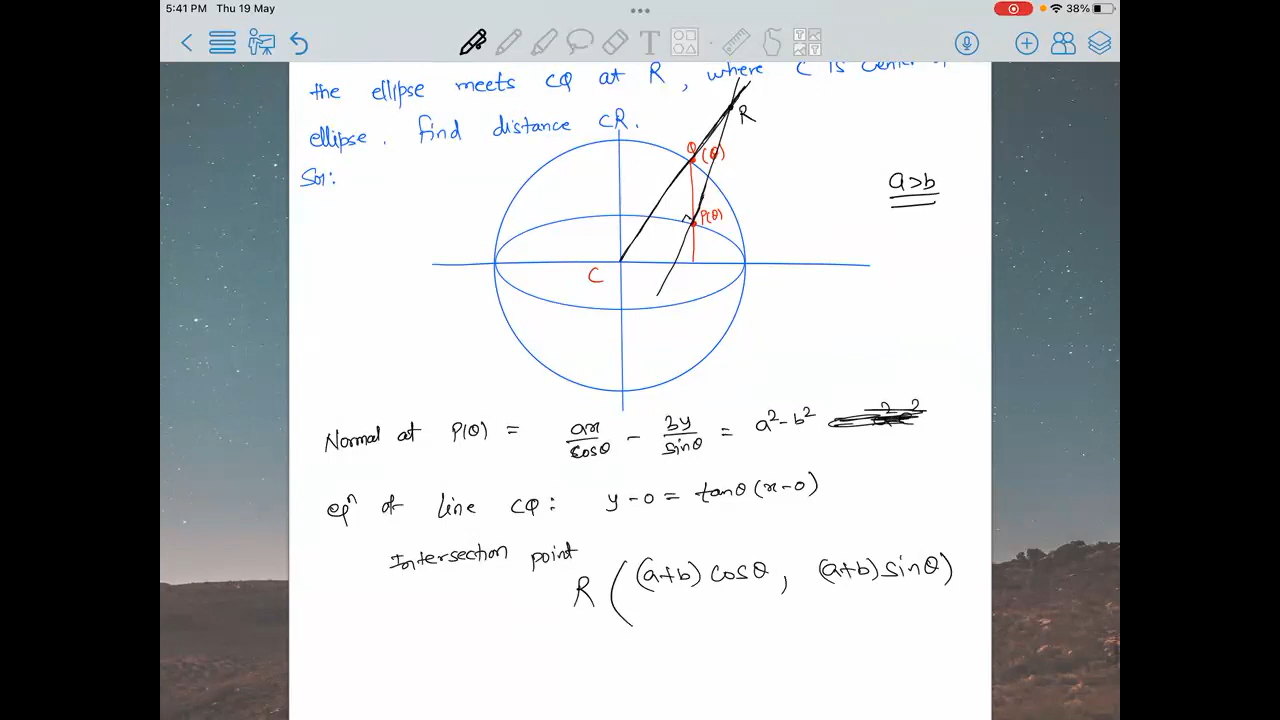 5:41 PM Thu 19 May
38%
the ellipse meets CQ at R, where C is center of
ellipse. find distance CR.
Sol:
R
Q (θ)
P(θ)
C
a>b
Normal at P(θ) = ax/cosθ - by/sinθ = a²-b²
eqⁿ of line CQ: y-0 = tanθ(x-0)
Intersection point
R ((a+b) cosθ, (a+b) sinθ)